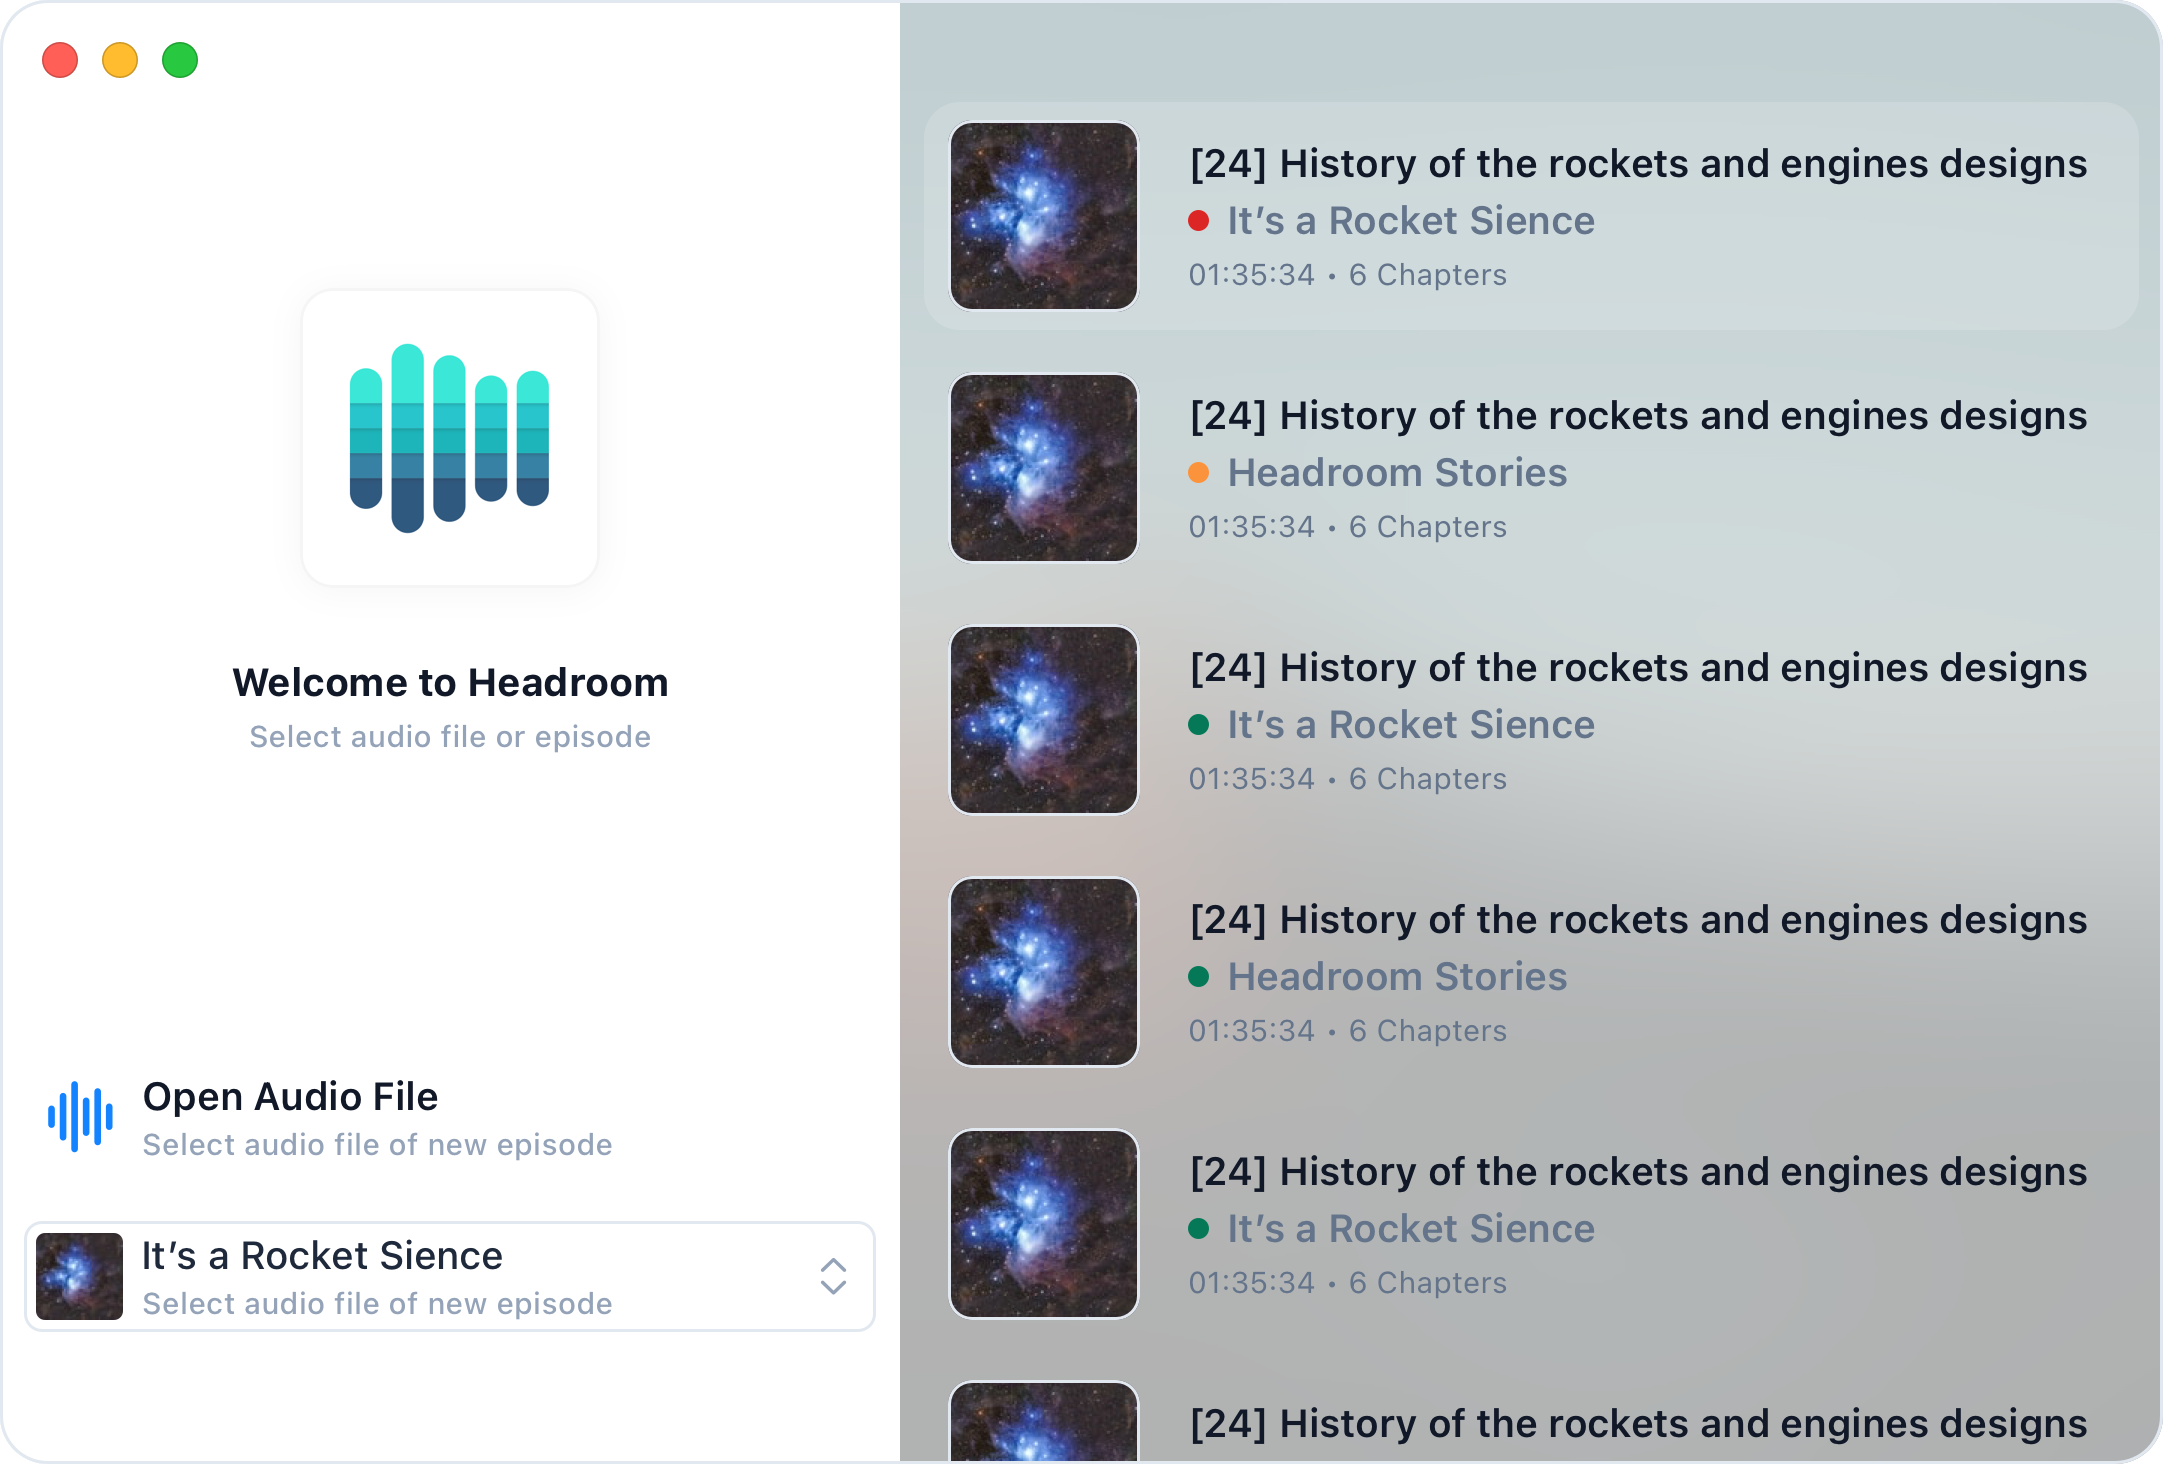 Welcome to Headroom
Select audio file or episode
Open Audio File
Select audio file of new episode
It’s a Rocket Sience
Select audio file of new episode
[24] History of the rockets and engines designs
It’s a Rocket Sience
01:35:34 • 6 Chapters
[24] History of the rockets and engines designs
Headroom Stories
01:35:34 • 6 Chapters
[24] History of the rockets and engines designs
It’s a Rocket Sience
01:35:34 • 6 Chapters
[24] History of the rockets and engines designs
Headroom Stories
01:35:34 • 6 Chapters
[24] History of the rockets and engines designs
It’s a Rocket Sience
01:35:34 • 6 Chapters
[24] History of the rockets and engines designs